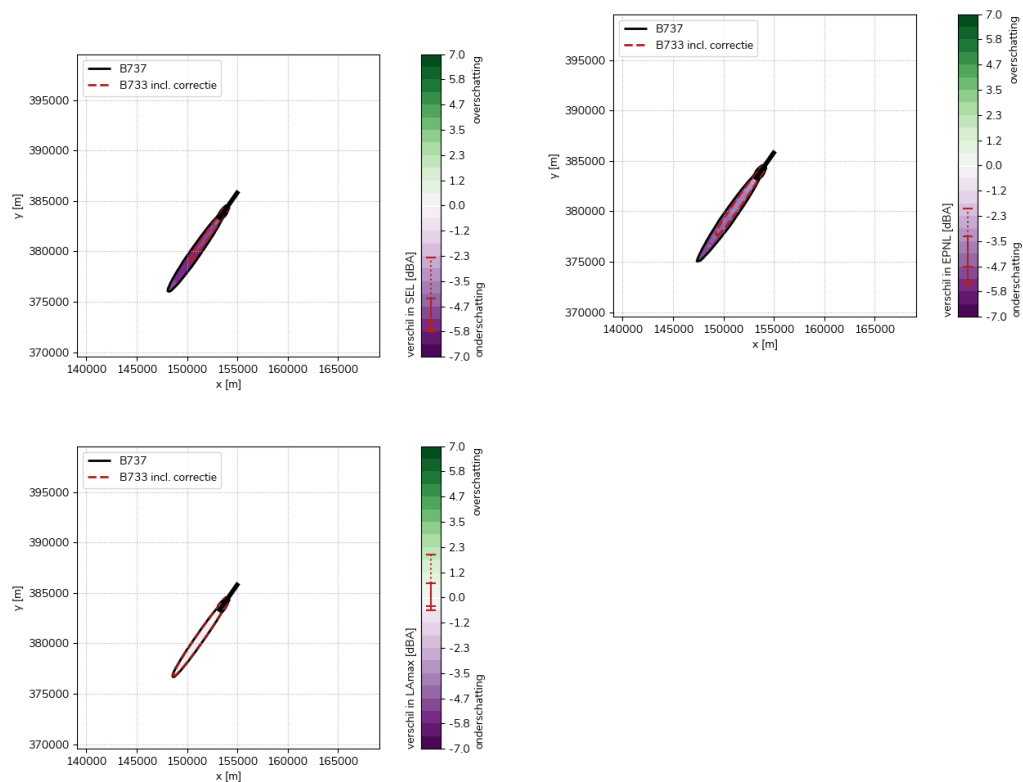 B737
B733 incl. correctie
395000
390000
385000
380000
375000
370000
y [m]
140000 145000 150000 155000 160000 165000
x [m]
7.0
5.8
4.7
3.5
2.3
1.2
0.0
-1.2
-2.3
-3.5
-4.7
-5.8
-7.0
verschil in SEL [dBA]
overschatting
onderschatting
B737
B733 incl. correctie
395000
390000
385000
380000
375000
370000
y [m]
140000 145000 150000 155000 160000 165000
x [m]
7.0
5.8
4.7
3.5
2.3
1.2
0.0
-1.2
-2.3
-3.5
-4.7
-5.8
-7.0
verschil in EPNL [dBA]
overschatting
onderschatting
B737
B733 incl. correctie
395000
390000
385000
380000
375000
370000
y [m]
140000 145000 150000 155000 160000 165000
x [m]
7.0
5.8
4.7
3.5
2.3
1.2
0.0
-1.2
-2.3
-3.5
-4.7
-5.8
-7.0
verschil in LAmax [dBA]
overschatting
onderschatting